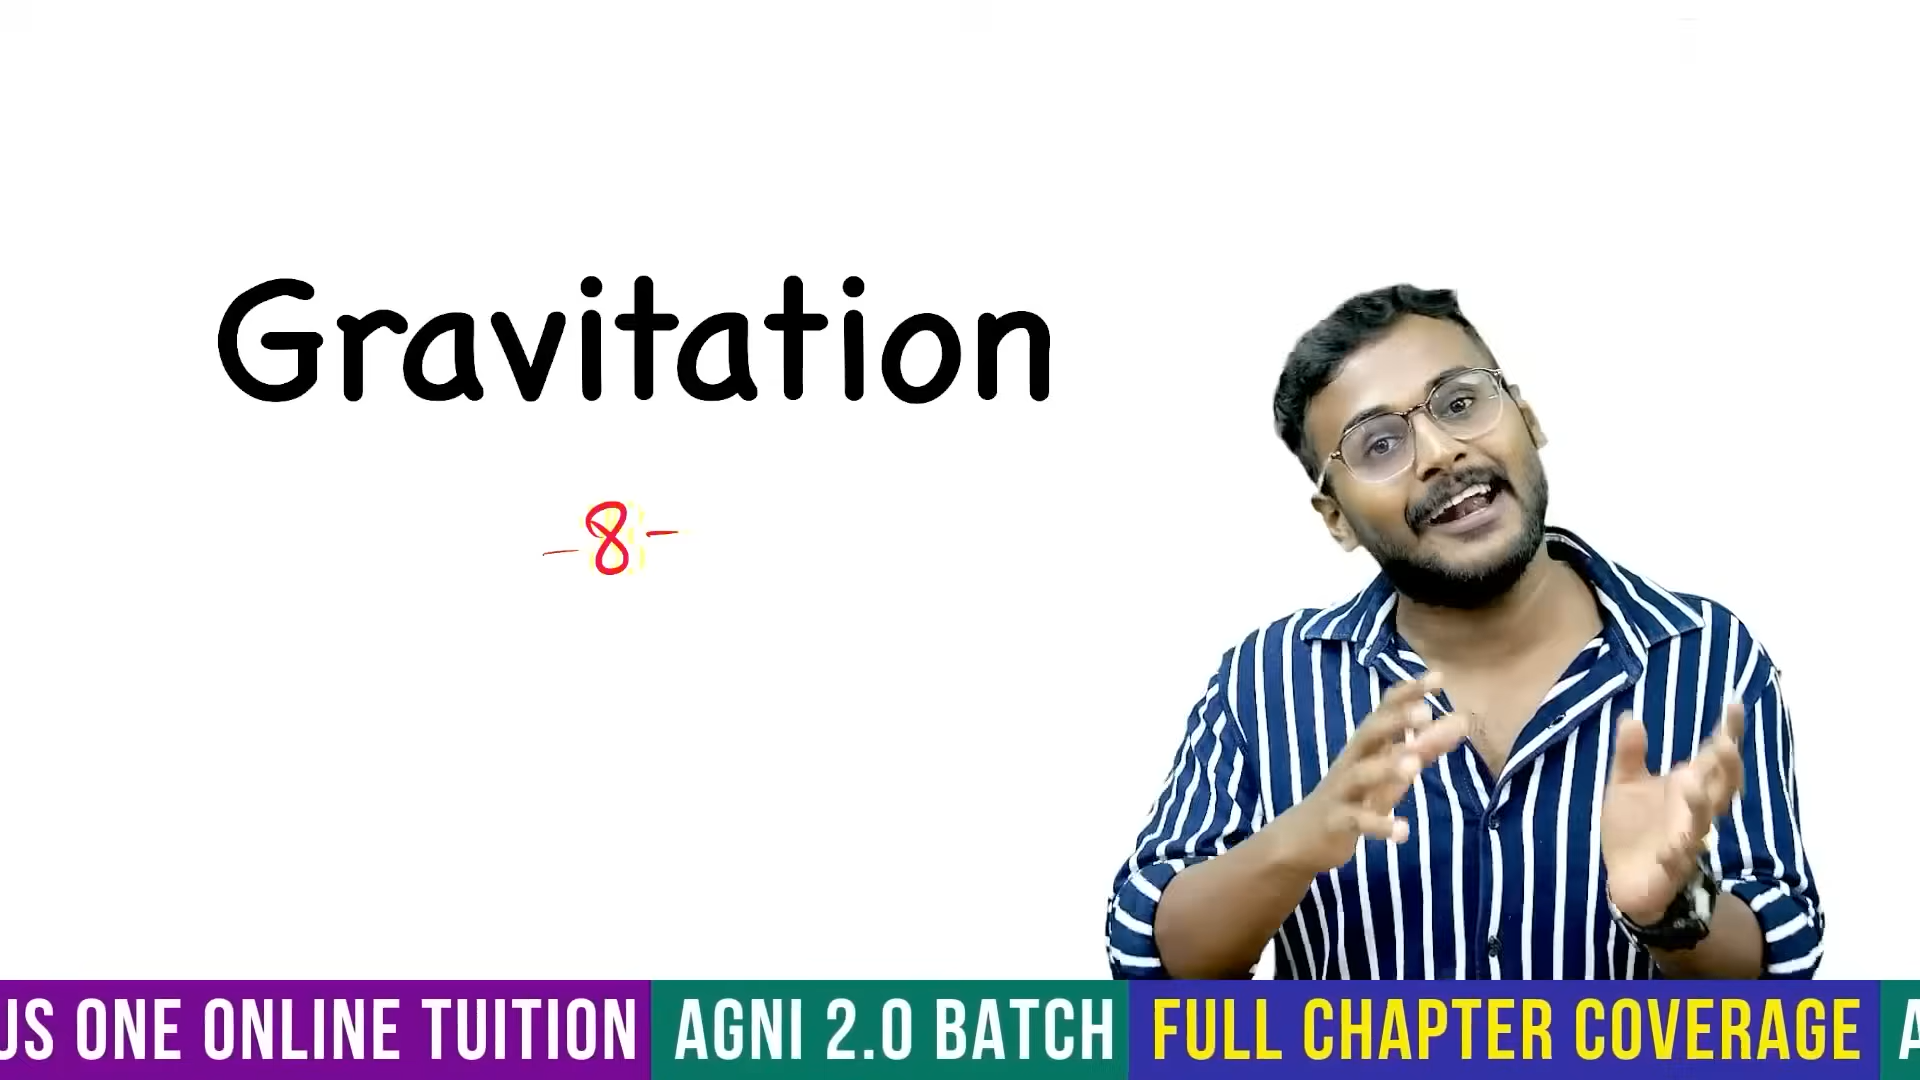 Gravitation
-8-
US ONE ONLINE TUITION AGNI 2.0 BATCH FULL CHAPTER COVERAGE A